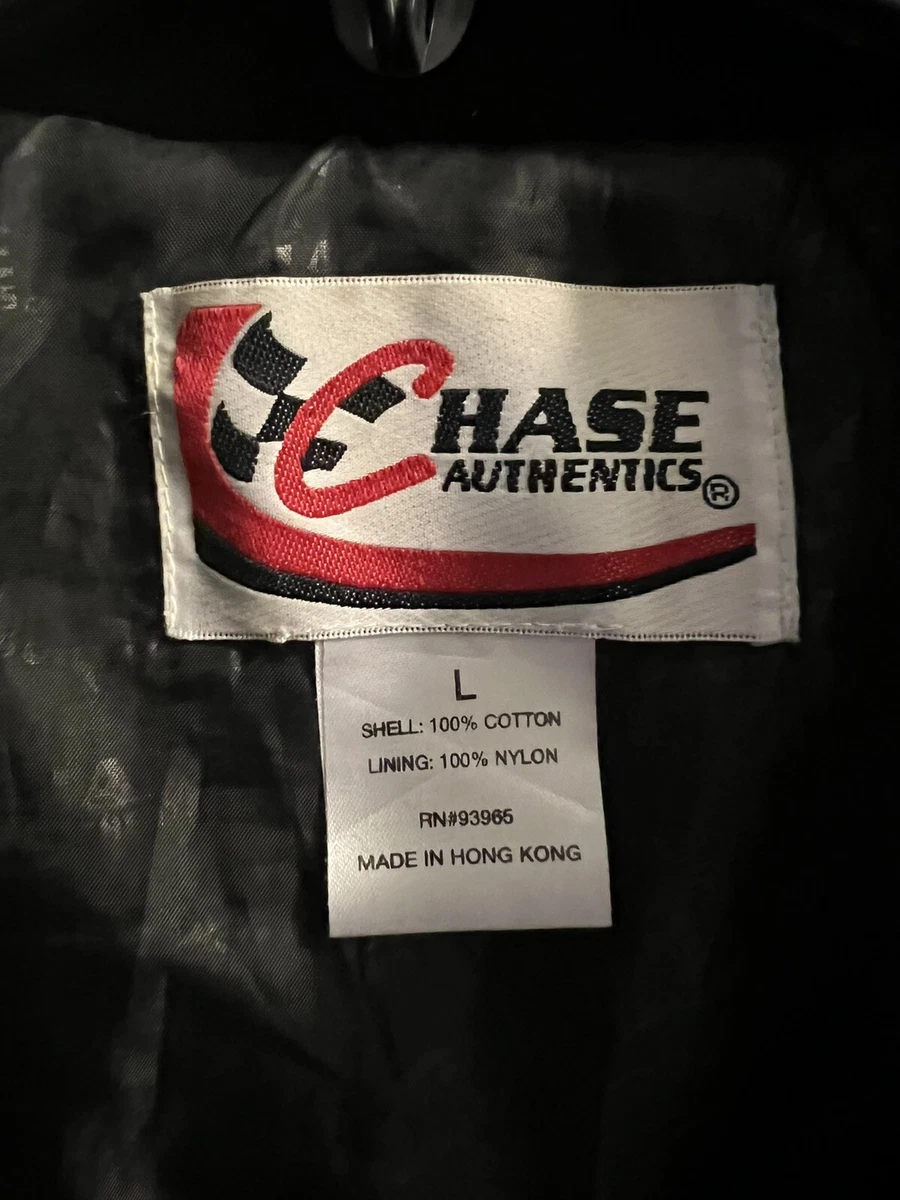 CHASE
AUTHENTICS®
L
SHELL: 100% COTTON
LINING: 100% NYLON
RN#93965
MADE IN HONG KONG